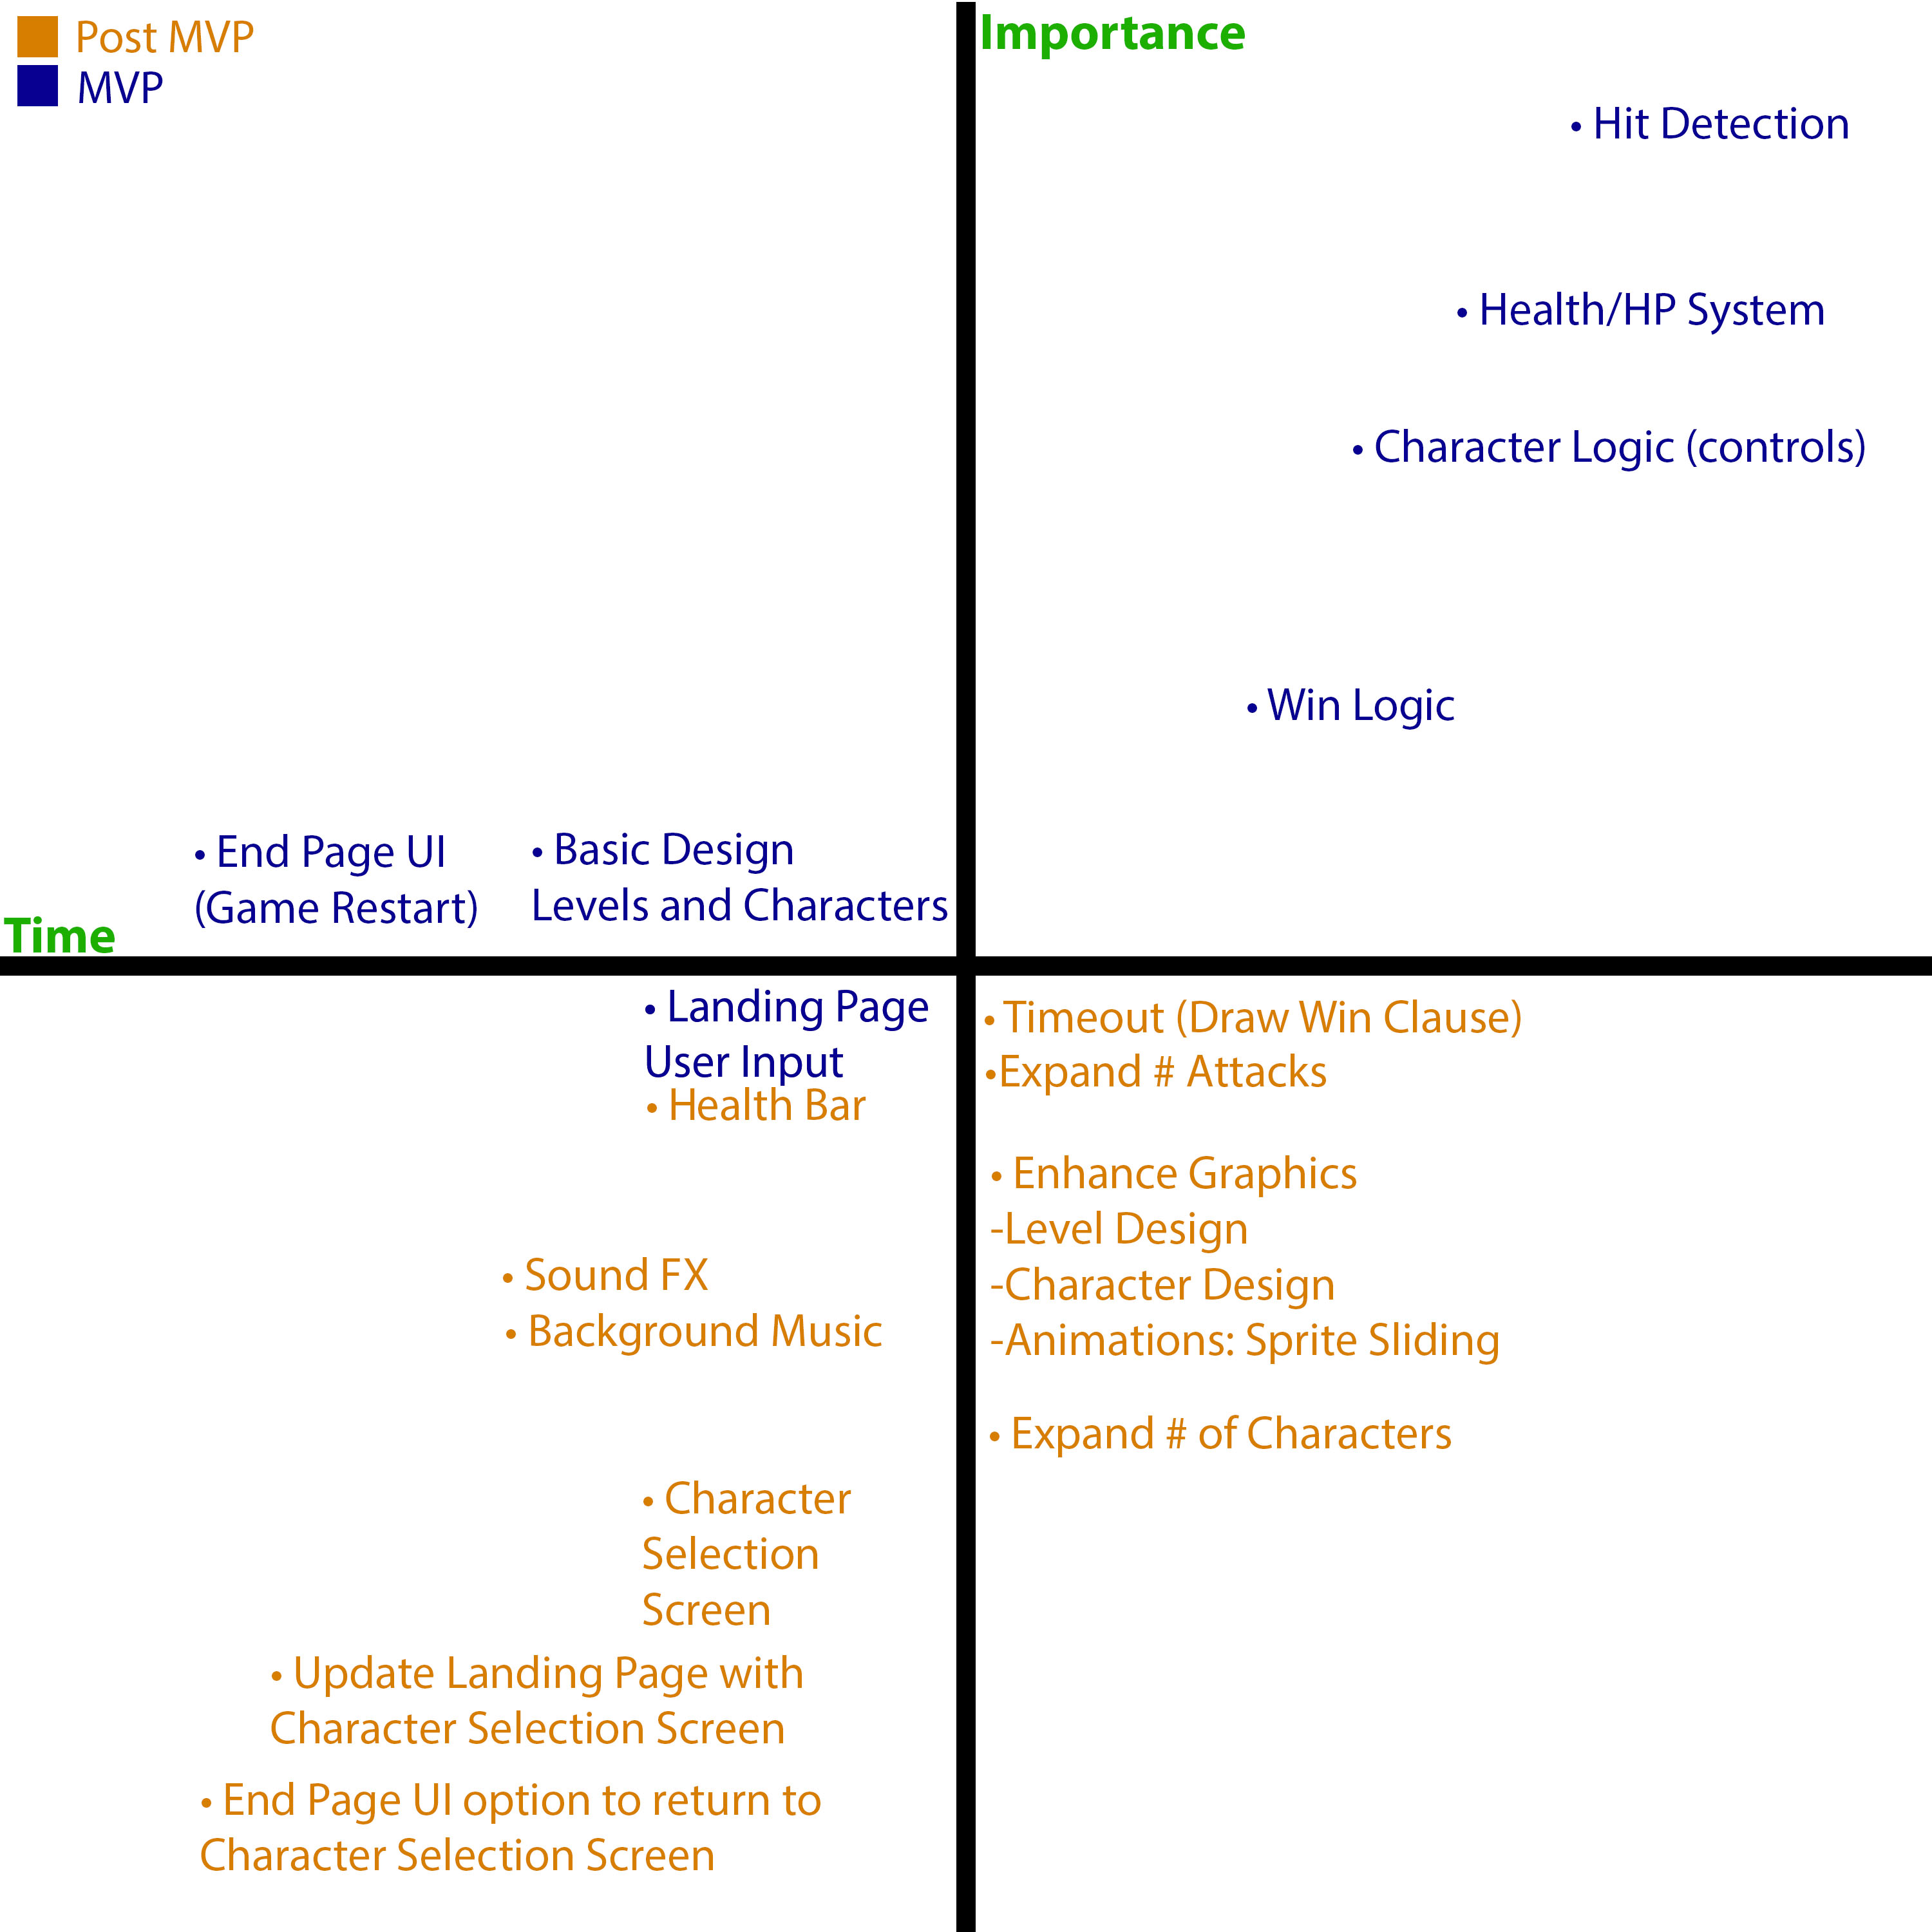 Post MVP
MVP
Importance
• Hit Detection
• Health/HP System
• Character Logic (controls)
• Win Logic
• End Page UI
(Game Restart)
• Basic Design
Levels and Characters
Time
• Landing Page
User Input
• Health Bar
• Sound FX
• Background Music
• Character
Selection
Screen
• Update Landing Page with
Character Selection Screen
• End Page UI option to return to
Character Selection Screen
• Timeout (Draw Win Clause)
•Expand # Attacks
• Enhance Graphics
-Level Design
-Character Design
-Animations: Sprite Sliding
• Expand # of Characters